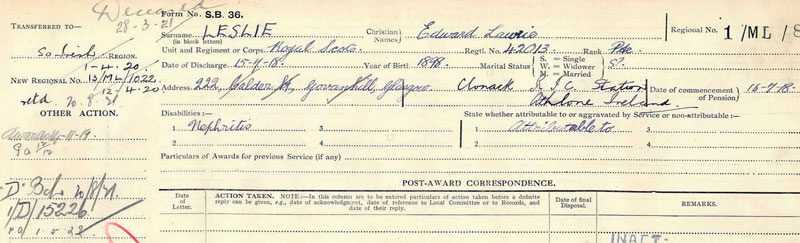 Deceased
28-3-21
Form No. S.B. 36.
TRANSFERRED TO—
So Irish REGION.
1-4-20
NEW REGIONAL No. 13/ML/1022.
12/4-20
retd. 20.8.21
OTHER ACTION.
D/15226
Surname LESLIE Christian Names Edward Lawrie Regional No. 1/ML/8
(in block letters)
Unit and Regiment or Corps. Royal Scots. Regtl. No. 42013. Rank Pte
Date of Discharge. 15-7-18. Year of Birth: 1898. Marital Status S. = Single W. = Widower M. = Married S.
Address. 222, Calder St, Govanhill, Glasgow. Clonark R.I.C. Station Athlone Ireland. Date of commencement of Pension 16-7-18.
Disabilities :— State whether attributable to or aggravated by Service or non-attributable :—
1 Nephritis 3. 1 Attributable to 3
2. 4. 2 4
Particulars of Awards for previous Service (if any)
POST-AWARD CORRESPONDENCE.
Date of Letter. ACTION TAKEN. NOTE:—In this column are to be entered particulars of action taken before a definite reply can be given, e.g., date of acknowledgment, date of reference to Local Committee or to Records, and date of their reply. Date of final Disposal. REMARKS.
INACT-